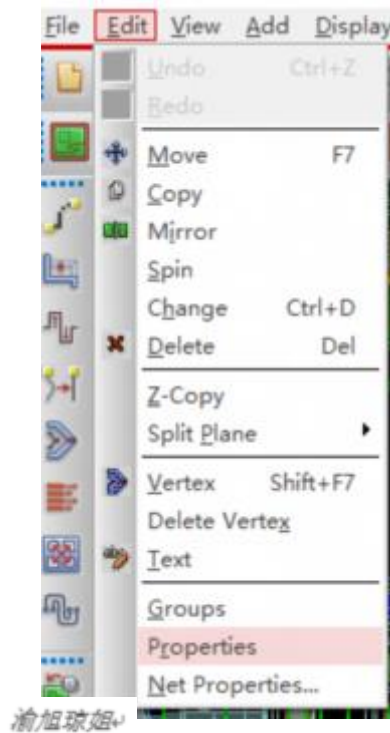 File Edit View Add Display
Undo Ctrl+Z
Redo
Move F7
Copy
Mirror
Spin
Change Ctrl+D
Delete Del
Z-Copy
Split Plane
Vertex Shift+F7
Delete Vertex
Text
Groups
Properties
Net Properties...
渝旭琼姐